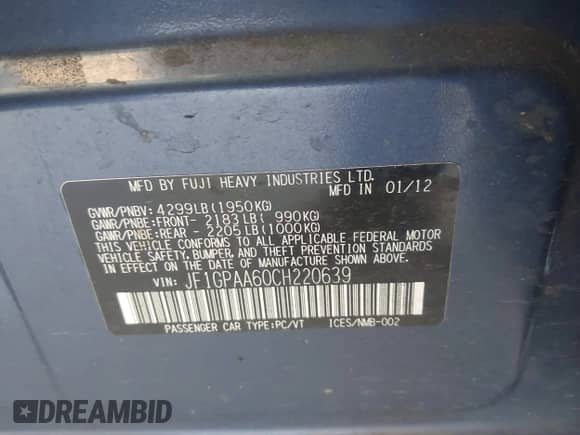 MFD BY FUJI HEAVY INDUSTRIES LTD.
MFD IN 01/12
GVWR/PNBV: 4299LB(1950KG)
GAWR/PNBE:FRONT- 2183LB( 990KG)
GAWR/PNBE:REAR - 2205LB(1000KG)
THIS VEHICLE CONFORMS TO ALL APPLICABLE FEDERAL MOTOR
VEHICLE SAFETY, BUMPER, AND THEFT PREVENTION STANDARDS
IN EFFECT ON THE DATE OF MANUFACTURE SHOWN ABOVE.
VIN: JF1GPAA60CH220639
PASSENGER CAR TYPE:PC/VT ICES/NMB-002
DREAMBID